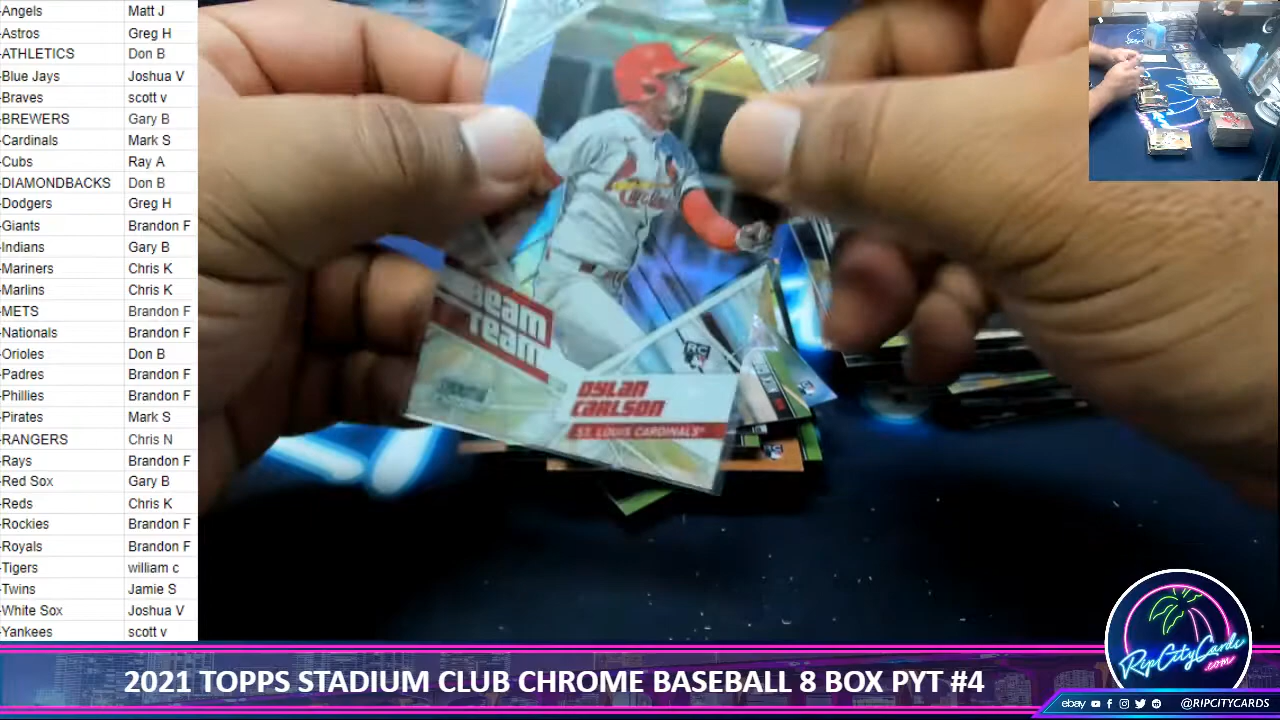 -Angels Matt J
-Astros Greg H
-ATHLETICS Don B
-Blue Jays Joshua V
-Braves scott v
-BREWERS Gary B
-Cardinals Mark S
-Cubs Ray A
-DIAMONDBACKS Don B
-Dodgers Greg H
-Giants Brandon F
-Indians Gary B
-Mariners Chris K
-Marlins Chris K
-METS Brandon F
-Nationals Brandon F
-Orioles Don B
-Padres Brandon F
-Phillies Brandon F
-Pirates Mark S
-RANGERS Chris N
-Rays Brandon F
-Red Sox Gary B
-Reds Chris K
-Rockies Brandon F
-Royals Brandon F
-Tigers william c
-Twins Jamie S
-White Sox Joshua V
-Yankees scott v
Cardinals
BEAM
TEAM
RC
DYLAN
CARLSON
ST. LOUIS CARDINALS
RipCityCards
.com
2021 TOPPS STADIUM CLUB CHROME BASEBALL 8 BOX PYT #4
ebay @RIPCITYCARDS